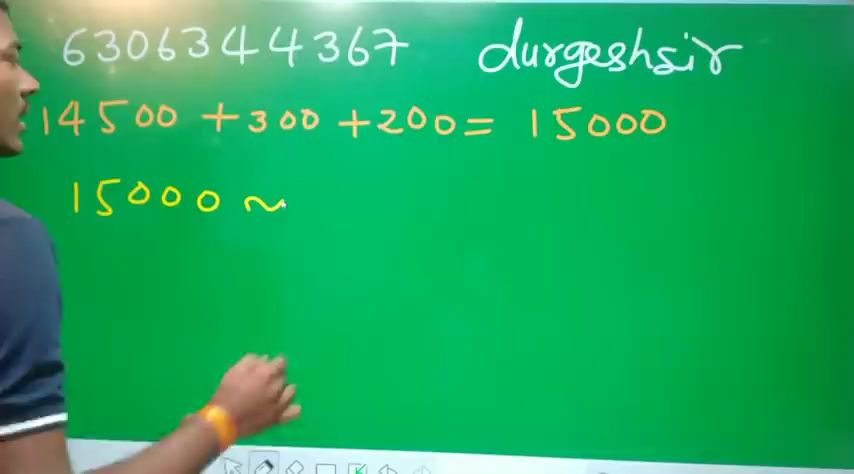 6306344367 durgeshsir
14500 + 300 + 200 = 15000
15000 ~